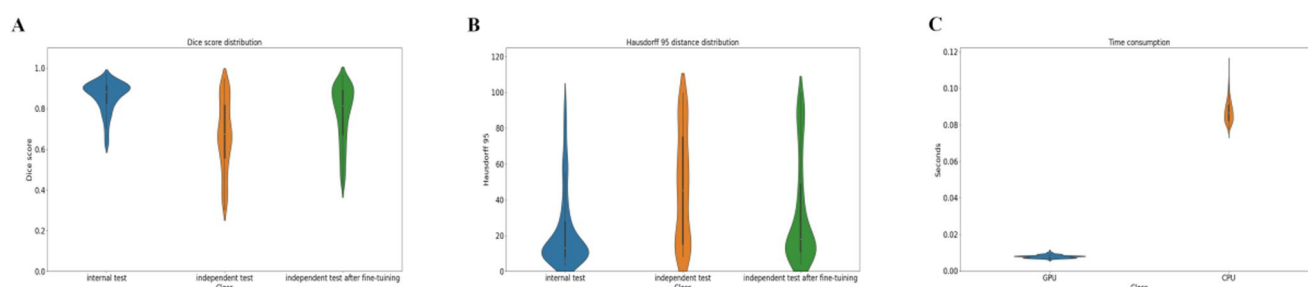 A
Dice score distribution
Dice score
1.0
0.8
0.6
0.4
0.2
0.0
internal test
independent test
independent test after fine-tuining
Class
B
Hausdorff 95 distance distribution
Hausdorff 95
120
100
80
60
40
20
0
internal test
independent test
independent test after fine-tuining
Class
C
Time consumption
Seconds
0.12
0.10
0.08
0.06
0.04
0.02
0.00
GPU
CPU
Class